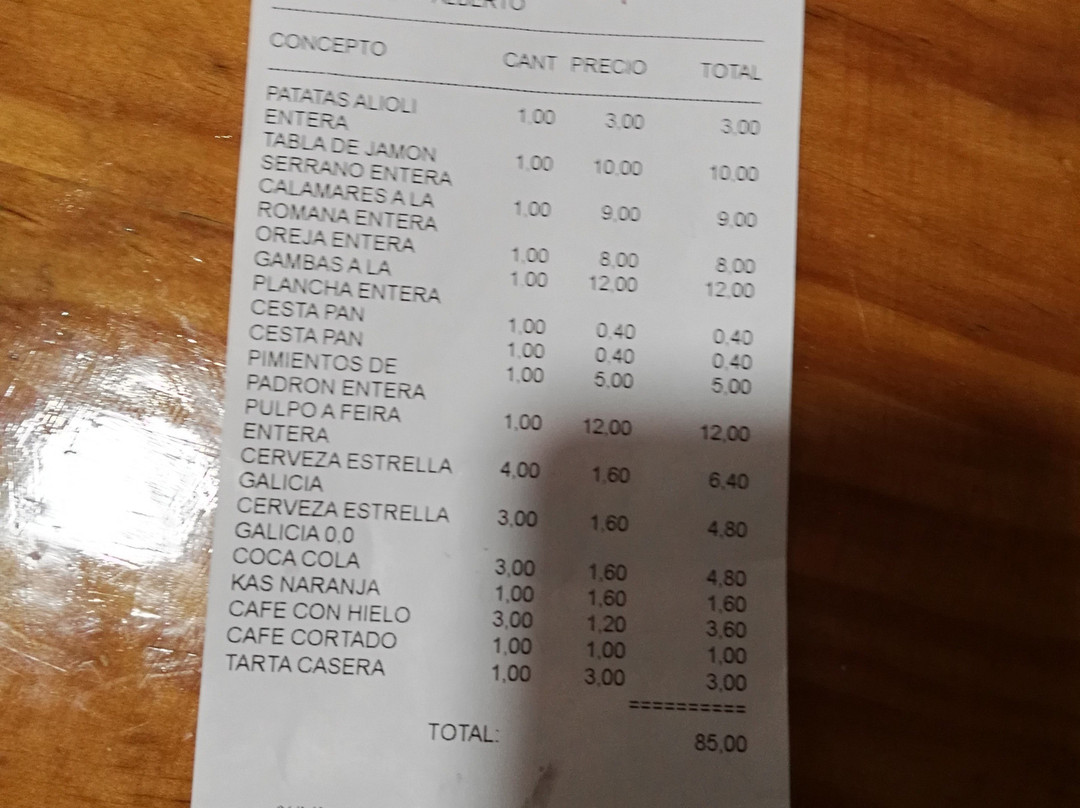 ALBERTO
CONCEPTO CANT PRECIO TOTAL
PATATAS ALIOLI
ENTERA 1,00 3,00 3,00
TABLA DE JAMON
SERRANO ENTERA 1,00 10,00 10,00
CALAMARES A LA
ROMANA ENTERA 1,00 9,00 9,00
OREJA ENTERA 1,00 8,00 8,00
GAMBAS A LA 1,00 12,00 12,00
PLANCHA ENTERA
CESTA PAN 1,00 0,40 0,40
CESTA PAN 1,00 0,40 0,40
PIMIENTOS DE 1,00 5,00 5,00
PADRON ENTERA
PULPO A FEIRA 1,00 12,00 12,00
ENTERA
CERVEZA ESTRELLA 4,00 1,60 6,40
GALICIA
CERVEZA ESTRELLA 3,00 1,60 4,80
GALICIA 0,0
COCA COLA 3,00 1,60 4,80
KAS NARANJA 1,00 1,60 1,60
CAFE CON HIELO 3,00 1,20 3,60
CAFE CORTADO 1,00 1,00 1,00
TARTA CASERA 1,00 3,00 3,00
==========
TOTAL: 85,00